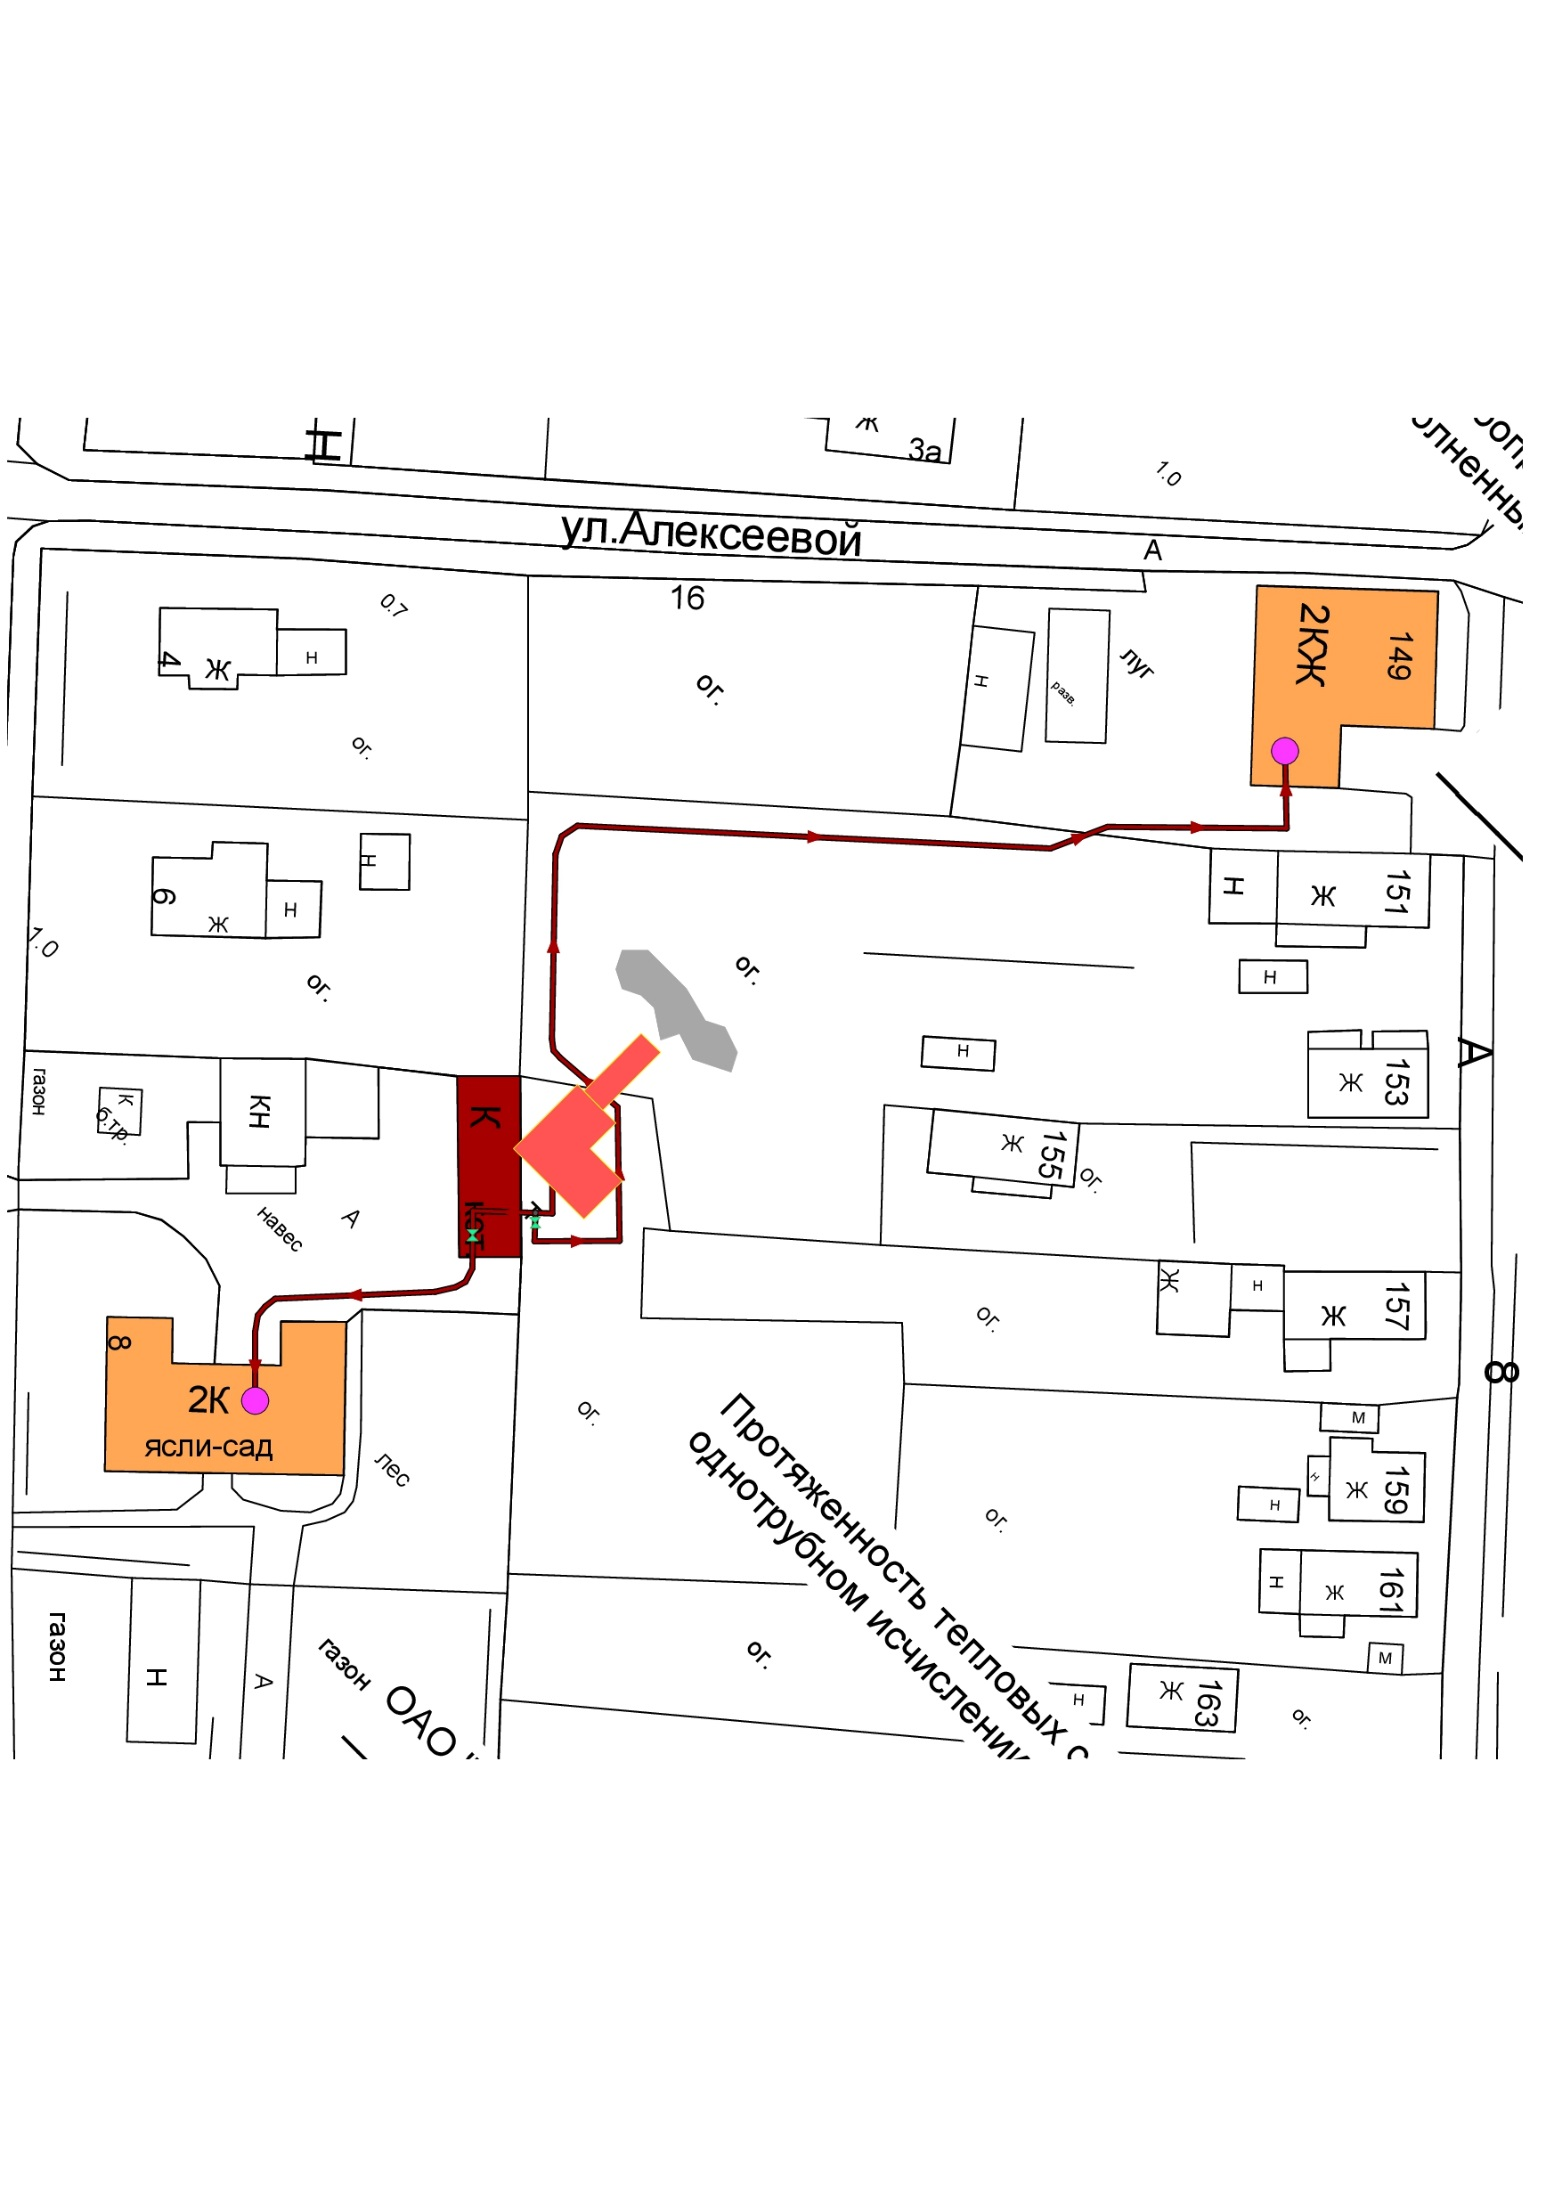 Н
Ж
3а
1.0
ул.Алексеевой
А
16
0.7
4
Ж
Н
ог.
ог.
Н
разв.
луг
2КЖ
149
6
Ж
Н
Н
1.0
ог.
ог.
Н
Ж
151
Н
Н
Ж
153
А
газон
К
б.тр.
КН
К
навес
А
Ж
155
ог.
Ж
Н
Ж
157
ог.
8
8
2К
ясли-сад
лес
ог.
Протяженность тепловых с
однотрубном исчислении
М
Н
Н
Ж
159
ог.
Н
Ж
161
М
газон
Н
А
газон
ОАО
ог.
Н
Ж
163
ог.